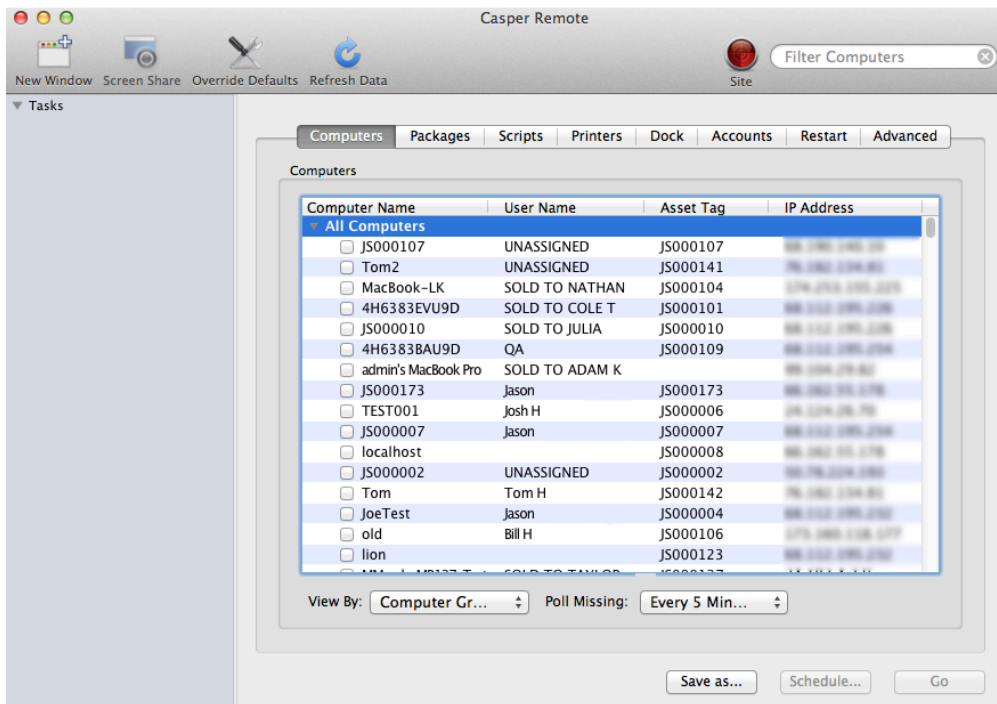 Casper Remote
New Window Screen Share Override Defaults Refresh Data Site Filter Computers
Tasks
Computers Packages Scripts Printers Dock Accounts Restart Advanced
Computers
Computer Name User Name Asset Tag IP Address
All Computers
JS000107 UNASSIGNED JS000107
Tom2 UNASSIGNED JS000141
MacBook-LK SOLD TO NATHAN JS000104
4H6383EVU9D SOLD TO COLE T JS000101
JS000010 SOLD TO JULIA JS000010
4H6383BAU9D QA JS000109
admin's MacBook Pro SOLD TO ADAM K
JS000173 Jason JS000173
TEST001 Josh H JS000006
JS000007 Jason JS000007
localhost JS000008
JS000002 UNASSIGNED JS000002
Tom Tom H JS000142
JoeTest Jason JS000004
old Bill H JS000106
lion JS000123
View By: Computer Gr... Poll Missing: Every 5 Min...
Save as... Schedule... Go